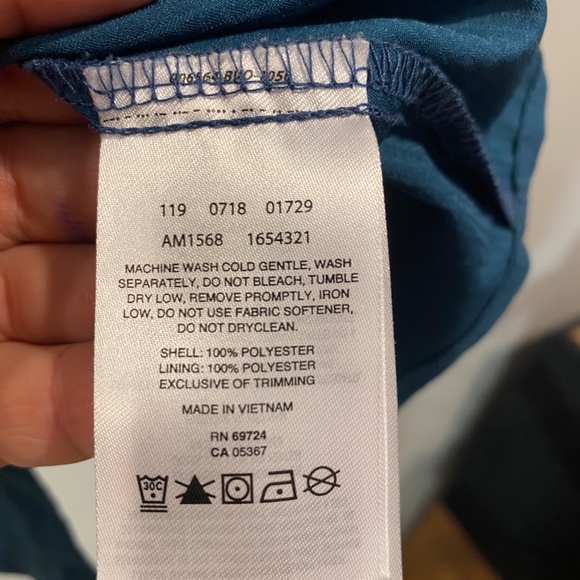 119 0718 01729
AM1568 1654321
MACHINE WASH COLD GENTLE, WASH
SEPARATELY, DO NOT BLEACH, TUMBLE
DRY LOW, REMOVE PROMPTLY, IRON
LOW, DO NOT USE FABRIC SOFTENER,
DO NOT DRYCLEAN.
SHELL: 100% POLYESTER
LINING: 100% POLYESTER
EXCLUSIVE OF TRIMMING
MADE IN VIETNAM
RN 69724
CA 05367
30C